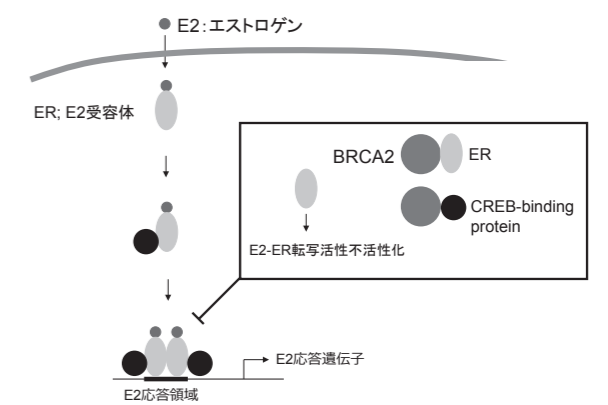 E2：エストロゲン
ER; E2受容体
BRCA2
ER
CREB-binding
protein
E2-ER転写活性不活性化
E2応答遺伝子
E2応答領域